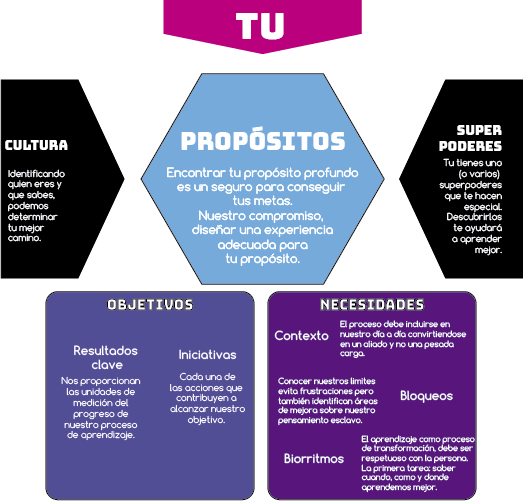 TU
CULTURA
Identificando
quien eres y
que sabes,
podemos
determinar
tu mejor
camino.
PROPÓSITOS
Encontrar tu propósito profundo
es un seguro para conseguir
tus metas.
Nuestro compromiso,
diseñar una experiencia
adecuada para
tu propósito.
SUPER
PODERES
Tu tienes uno
(o varios)
superpoderes
que te hacen
especial.
Descubrirlos
te ayudará
a aprender
mejor.
OBJETIVOS
Resultados
clave
Nos proporcionan
las unidades de
medición del
progreso de
nuestro proceso
de aprendizaje.
Iniciativas
Cada una de
las acciones que
contribuyen a
alcanzar nuestro
objetivo.
NECESIDADES
Contexto
El proceso debe incluirse en
nuestro día a día convirtiendose
en un aliado y no una pesada
carga.
Conocer nuestros limites
evita frustraciones pero
también identifican áreas
de mejora sobre nuestro
pensamiento esclavo.
Bloqueos
Biorritmos
El aprendizaje como proceso
de transformación, debe ser
respetuoso con la persona.
La primera tarea: saber
cuando, como y donde
aprendemos mejor.